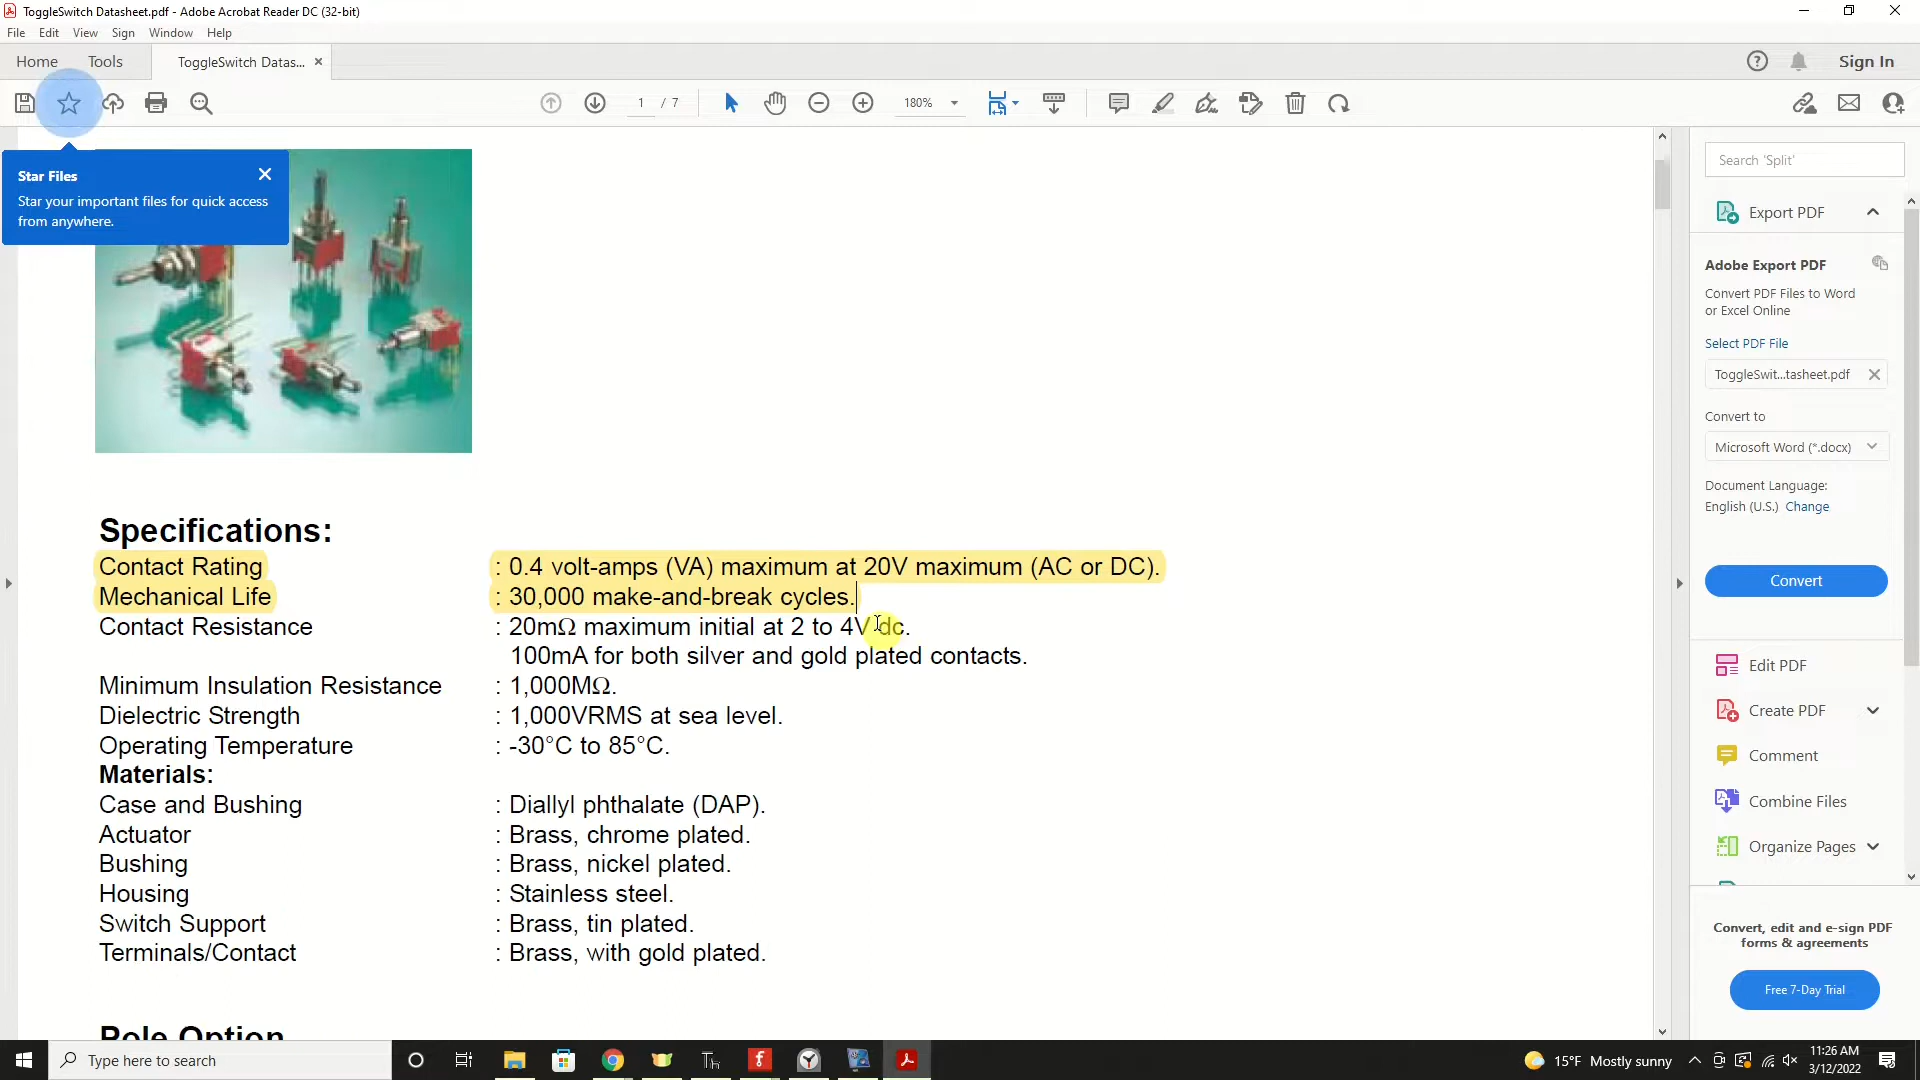 ToggleSwitch Datasheet.pdf - Adobe Acrobat Reader DC (32-bit)
File Edit View Sign Window Help
Home Tools ToggleSwitch Datas... × Sign In
1 / 7 180%
Star Files
Star your important files for quick access
from anywhere.
Search 'Split'
Export PDF
Adobe Export PDF
Convert PDF Files to Word
or Excel Online
Select PDF File
ToggleSwit...tasheet.pdf
Convert to
Microsoft Word (*.docx)
Document Language:
English (U.S.) Change
Convert
Edit PDF
Create PDF
Comment
Combine Files
Organize Pages
Convert, edit and e-sign PDF
forms & agreements
Free 7-Day Trial
Specifications:
Contact Rating : 0.4 volt-amps (VA) maximum at 20V maximum (AC or DC).
Mechanical Life : 30,000 make-and-break cycles.
Contact Resistance : 20mΩ maximum initial at 2 to 4V dc.
100mA for both silver and gold plated contacts.
Minimum Insulation Resistance : 1,000MΩ.
Dielectric Strength : 1,000VRMS at sea level.
Operating Temperature : -30°C to 85°C.
Materials:
Case and Bushing : Diallyl phthalate (DAP).
Actuator : Brass, chrome plated.
Bushing : Brass, nickel plated.
Housing : Stainless steel.
Switch Support : Brass, tin plated.
Terminals/Contact : Brass, with gold plated.
Pole Option
Type here to search
15°F Mostly sunny
11:26 AM
3/12/2022